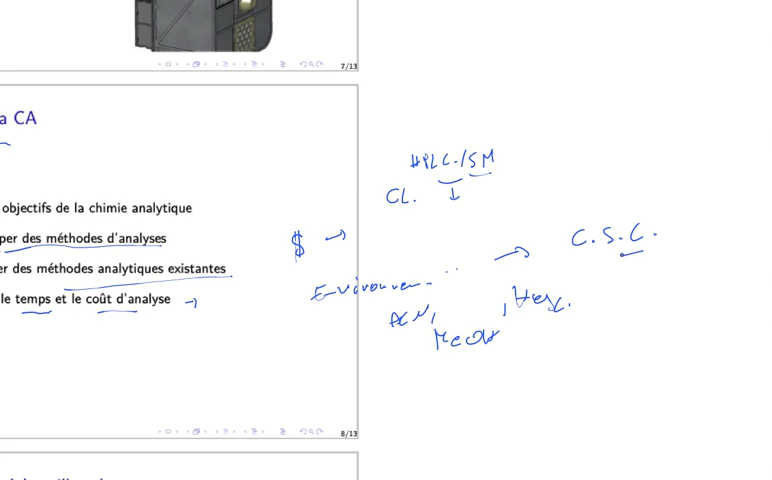 7/13
a CA
objectifs de la chimie analytique
per des méthodes d'analyses
er des méthodes analytiques existantes
le temps et le coût d'analyse →
HPLC./SM
CL. ↓
$ →
→ C.S.C.
Environnem..
ACN,
MeOH
, Hex.
8/13